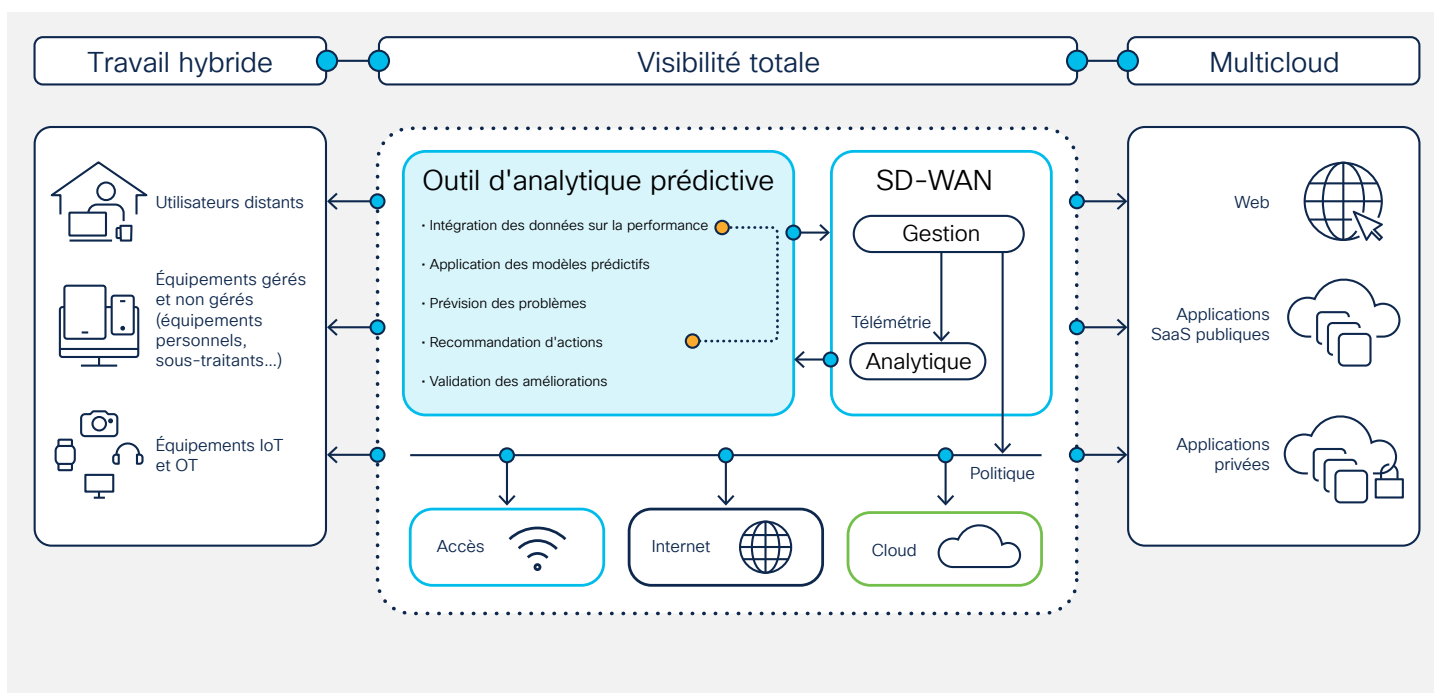 Travail hybride
Visibilité totale
Multicloud
Utilisateurs distants
Équipements gérés
et non gérés
(équipements
personnels,
sous-traitants...)
Équipements IoT
et OT
Outil d'analytique prédictive
· Intégration des données sur la performance
· Application des modèles prédictifs
· Prévision des problèmes
· Recommandation d'actions
· Validation des améliorations
SD-WAN
Gestion
Télémétrie
Analytique
Politique
Accès
Internet
Cloud
Web
Applications
SaaS publiques
Applications
privées